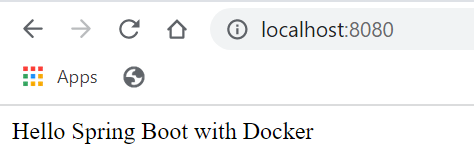 localhost:8080
Apps
Hello Spring Boot with Docker